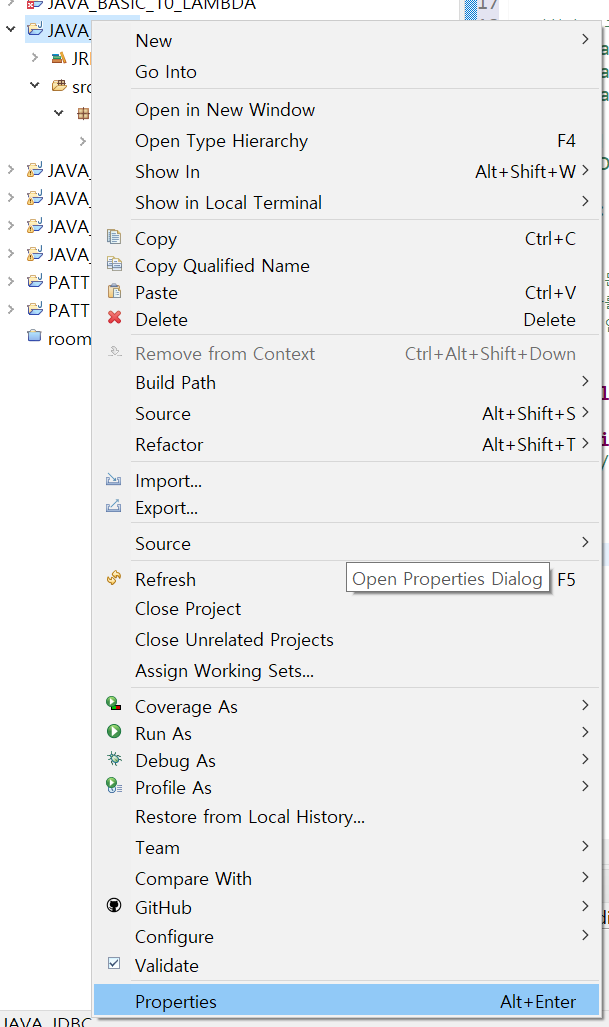 JAVA_BASIC_10_LAMBDA
17
JAVA_
JRE
src
JAVA_
JAVA_
JAVA_
JAVA_
PATT
PATT
room
New
Go Into
Open in New Window
Open Type Hierarchy F4
Show In Alt+Shift+W
Show in Local Terminal
Copy Ctrl+C
Copy Qualified Name
Paste Ctrl+V
Delete Delete
Remove from Context Ctrl+Alt+Shift+Down
Build Path
Source Alt+Shift+S
Refactor Alt+Shift+T
Import...
Export...
Source
Refresh F5
Open Properties Dialog
Close Project
Close Unrelated Projects
Assign Working Sets...
Coverage As
Run As
Debug As
Profile As
Restore from Local History...
Team
Compare With
GitHub
Configure
Validate
Properties Alt+Enter
JAVA_JDBC